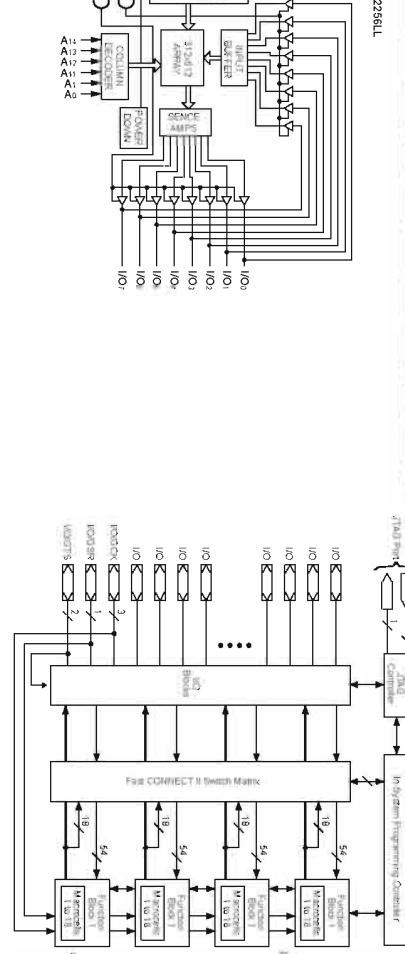 2256LL
A14
A13
A12
A11
A1
A0
COLUMN
DECODER
512x512
ARRAY
INPUT
BUFFER
POWER
DOWN
SENCE
AMPS
I/O7
I/O6
I/O5
I/O4
I/O3
I/O2
I/O1
I/O0
JTAG Port
1
JTAG
Controller
In-System Programming Controller
I/O/GTS
I/O/GSR
I/O/GCK
I/O
I/O
I/O
I/O
I/O
I/O
I/O
I/O
2
1
3
I/O
Blocks
Fast CONNECT II Switch Matrix
18
54
18
54
18
54
18
54
Function
Block 1
Macrocells
1 to 18
Function
Block 1
Macrocells
1 to 18
Function
Block 1
Macrocells
1 to 18
Function
Block 1
Macrocells
1 to 18